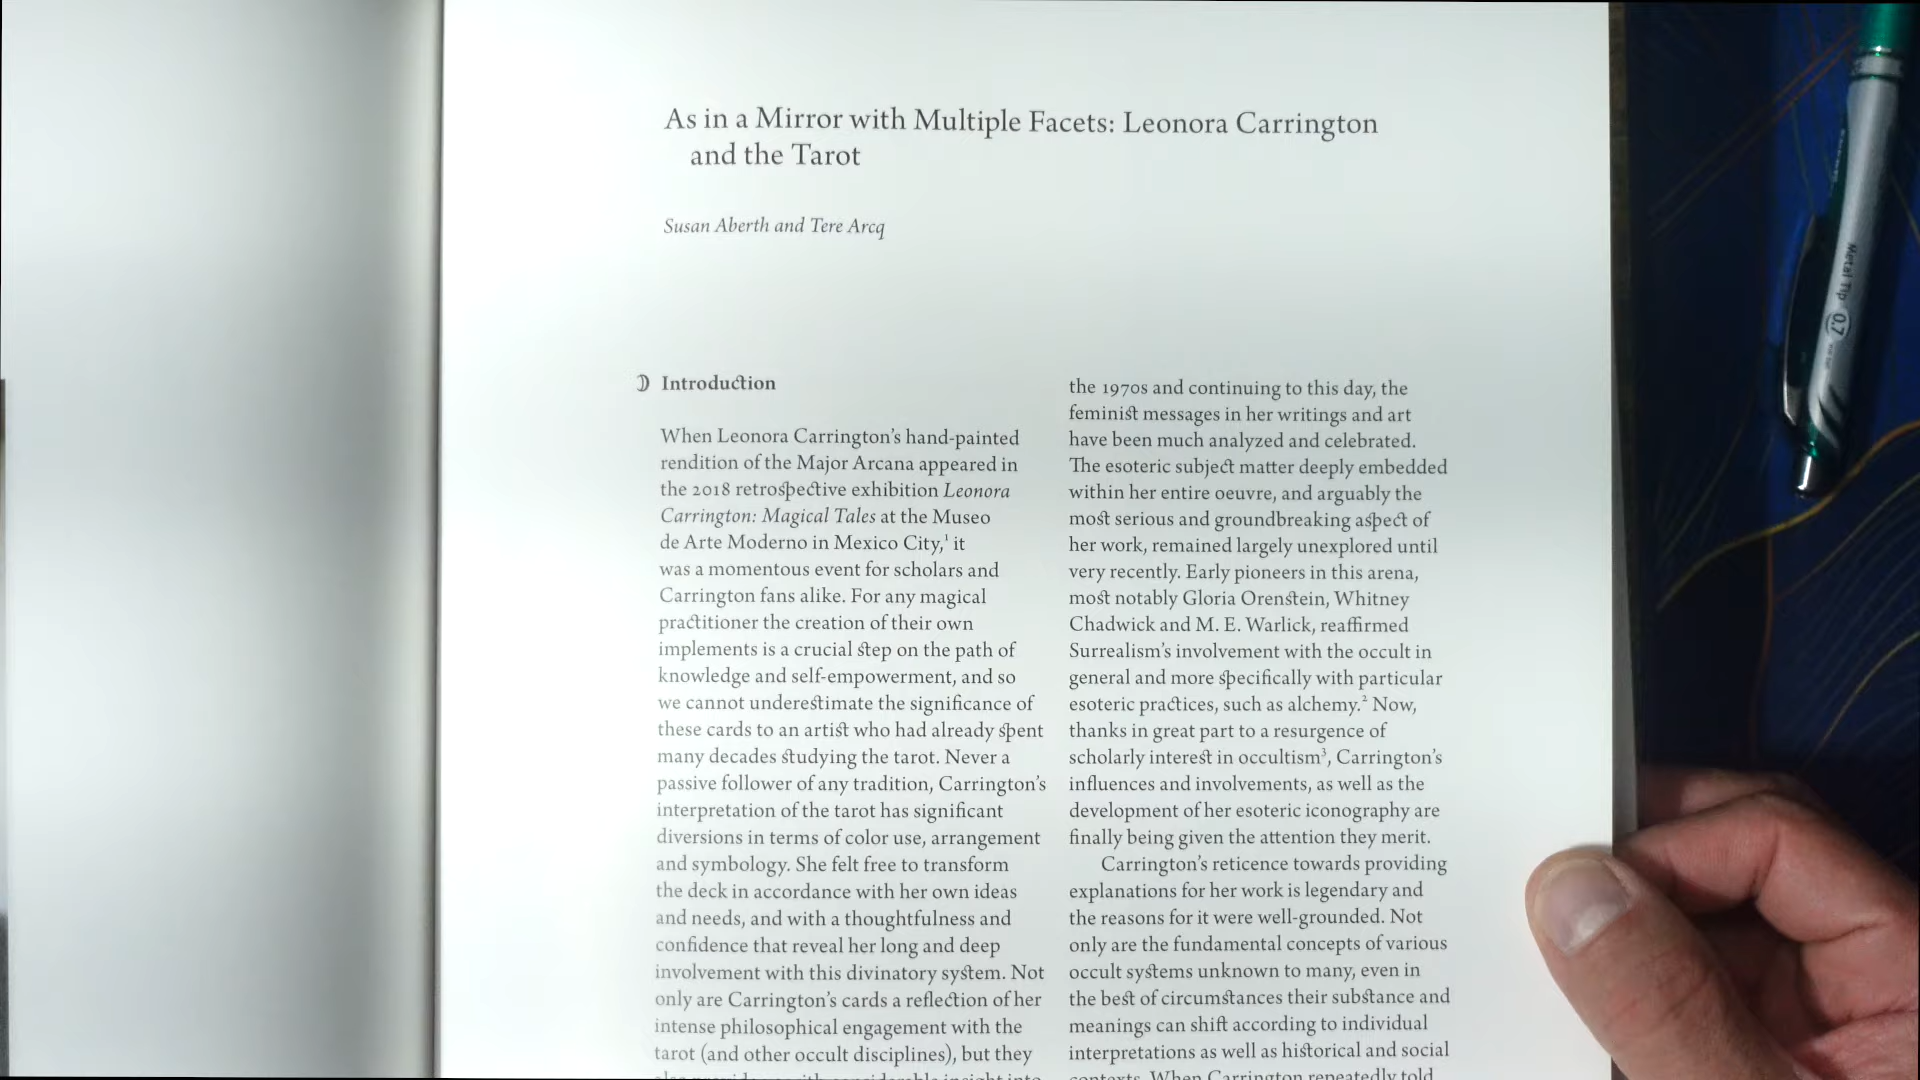 As in a Mirror with Multiple Facets: Leonora Carrington
and the Tarot
Susan Aberth and Tere Arcq
Introduction
When Leonora Carrington's hand-painted
rendition of the Major Arcana appeared in
the 2018 retrospective exhibition Leonora
Carrington: Magical Tales at the Museo
de Arte Moderno in Mexico City,¹ it
was a momentous event for scholars and
Carrington fans alike. For any magical
practitioner the creation of their own
implements is a crucial step on the path of
knowledge and self-empowerment, and so
we cannot underestimate the significance of
these cards to an artist who had already spent
many decades studying the tarot. Never a
passive follower of any tradition, Carrington's
interpretation of the tarot has significant
diversions in terms of color use, arrangement
and symbology. She felt free to transform
the deck in accordance with her own ideas
and needs, and with a thoughtfulness and
confidence that reveal her long and deep
involvement with this divinatory system. Not
only are Carrington's cards a reflection of her
intense philosophical engagement with the
tarot (and other occult disciplines), but they
the 1970s and continuing to this day, the
feminist messages in her writings and art
have been much analyzed and celebrated.
The esoteric subject matter deeply embedded
within her entire oeuvre, and arguably the
most serious and groundbreaking aspect of
her work, remained largely unexplored until
very recently. Early pioneers in this arena,
most notably Gloria Orenstein, Whitney
Chadwick and M. E. Warlick, reaffirmed
Surrealism's involvement with the occult in
general and more specifically with particular
esoteric practices, such as alchemy.² Now,
thanks in great part to a resurgence of
scholarly interest in occultism³, Carrington's
influences and involvements, as well as the
development of her esoteric iconography are
finally being given the attention they merit.
Carrington's reticence towards providing
explanations for her work is legendary and
the reasons for it were well-grounded. Not
only are the fundamental concepts of various
occult systems unknown to many, even in
the best of circumstances their substance and
meanings can shift according to individual
interpretations as well as historical and social
contexts. When Carrington repeatedly told
Metal Tip 0.7